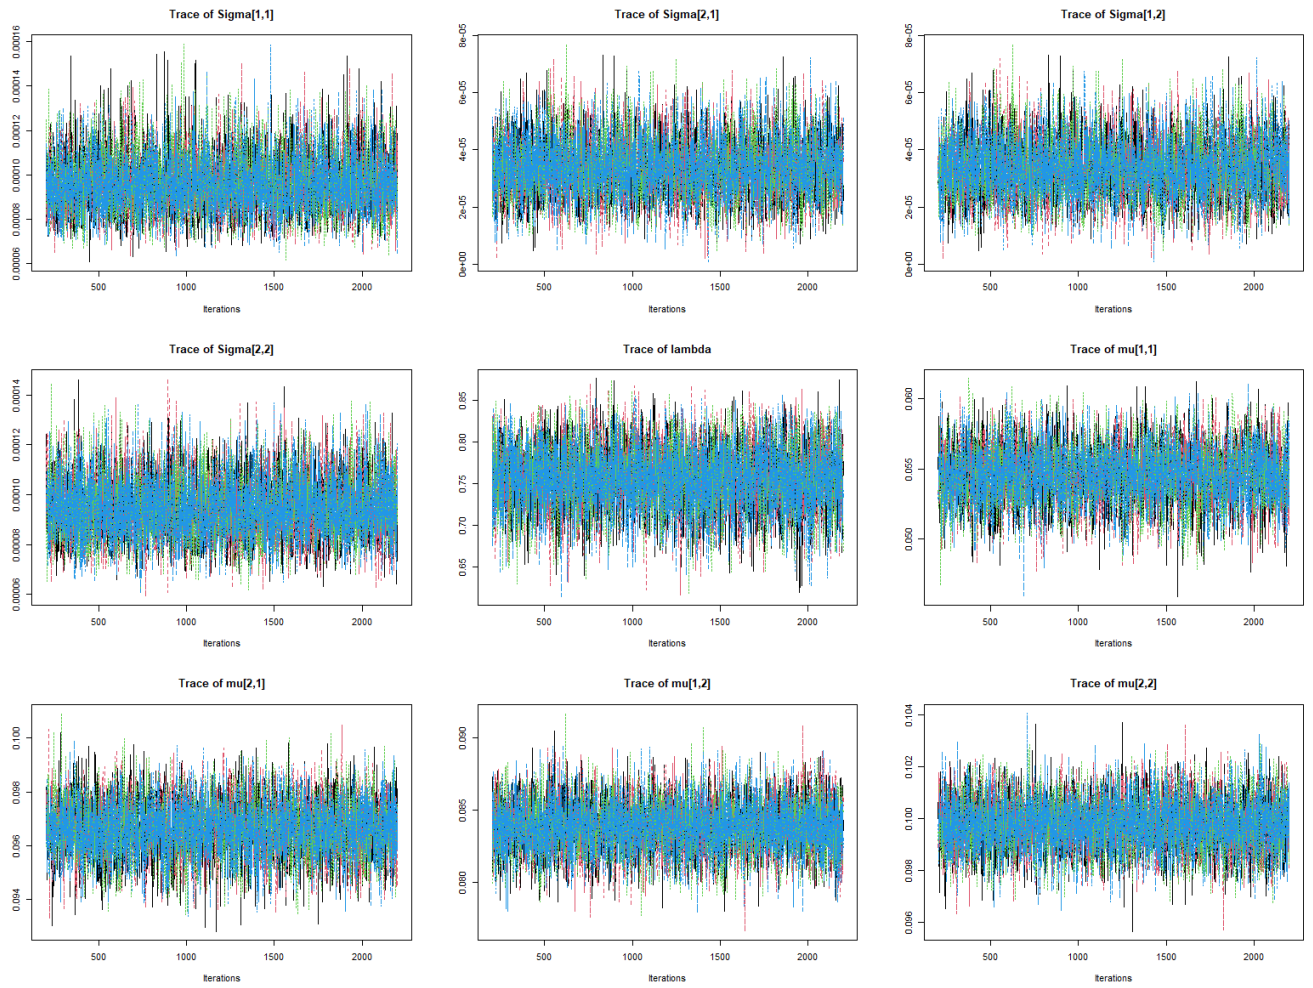 Trace of Sigma[1,1]
0.00006 0.00008 0.00010 0.00012 0.00014 0.00016
500 1000 1500 2000
Iterations
Trace of Sigma[2,1]
0e+00 2e-05 4e-05 6e-05 8e-05
500 1000 1500 2000
Iterations
Trace of Sigma[1,2]
0e+00 2e-05 4e-05 6e-05 8e-05
500 1000 1500 2000
Iterations
Trace of Sigma[2,2]
0.00006 0.00008 0.00010 0.00012 0.00014
500 1000 1500 2000
Iterations
Trace of lambda
0.65 0.70 0.75 0.80 0.85
500 1000 1500 2000
Iterations
Trace of mu[1,1]
0.050 0.055 0.060
500 1000 1500 2000
Iterations
Trace of mu[2,1]
0.094 0.096 0.098 0.100
500 1000 1500 2000
Iterations
Trace of mu[1,2]
0.080 0.085 0.090
500 1000 1500 2000
Iterations
Trace of mu[2,2]
0.096 0.098 0.100 0.102 0.104
500 1000 1500 2000
Iterations